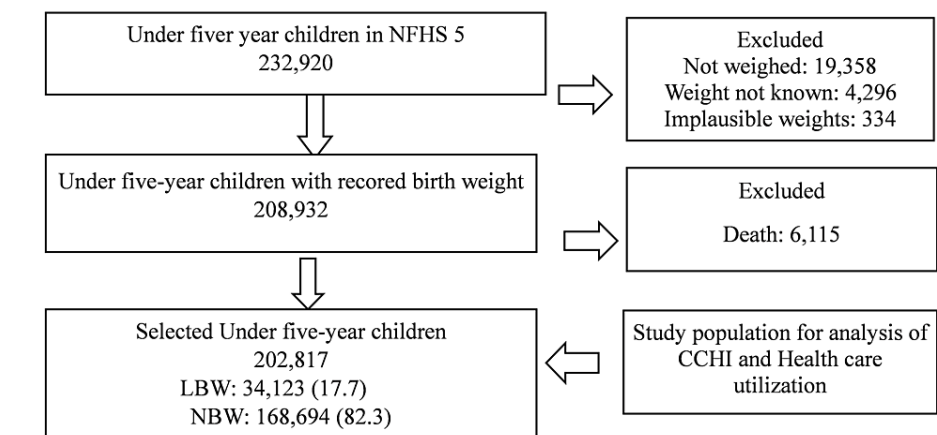 Under fiver year children in NFHS 5
232,920
Excluded
Not weighed: 19,358
Weight not known: 4,296
Implausible weights: 334
Under five-year children with recored birth weight
208,932
Excluded
Death: 6,115
Selected Under five-year children
202,817
LBW: 34,123 (17.7)
NBW: 168,694 (82.3)
Study population for analysis of
CCHI and Health care
utilization